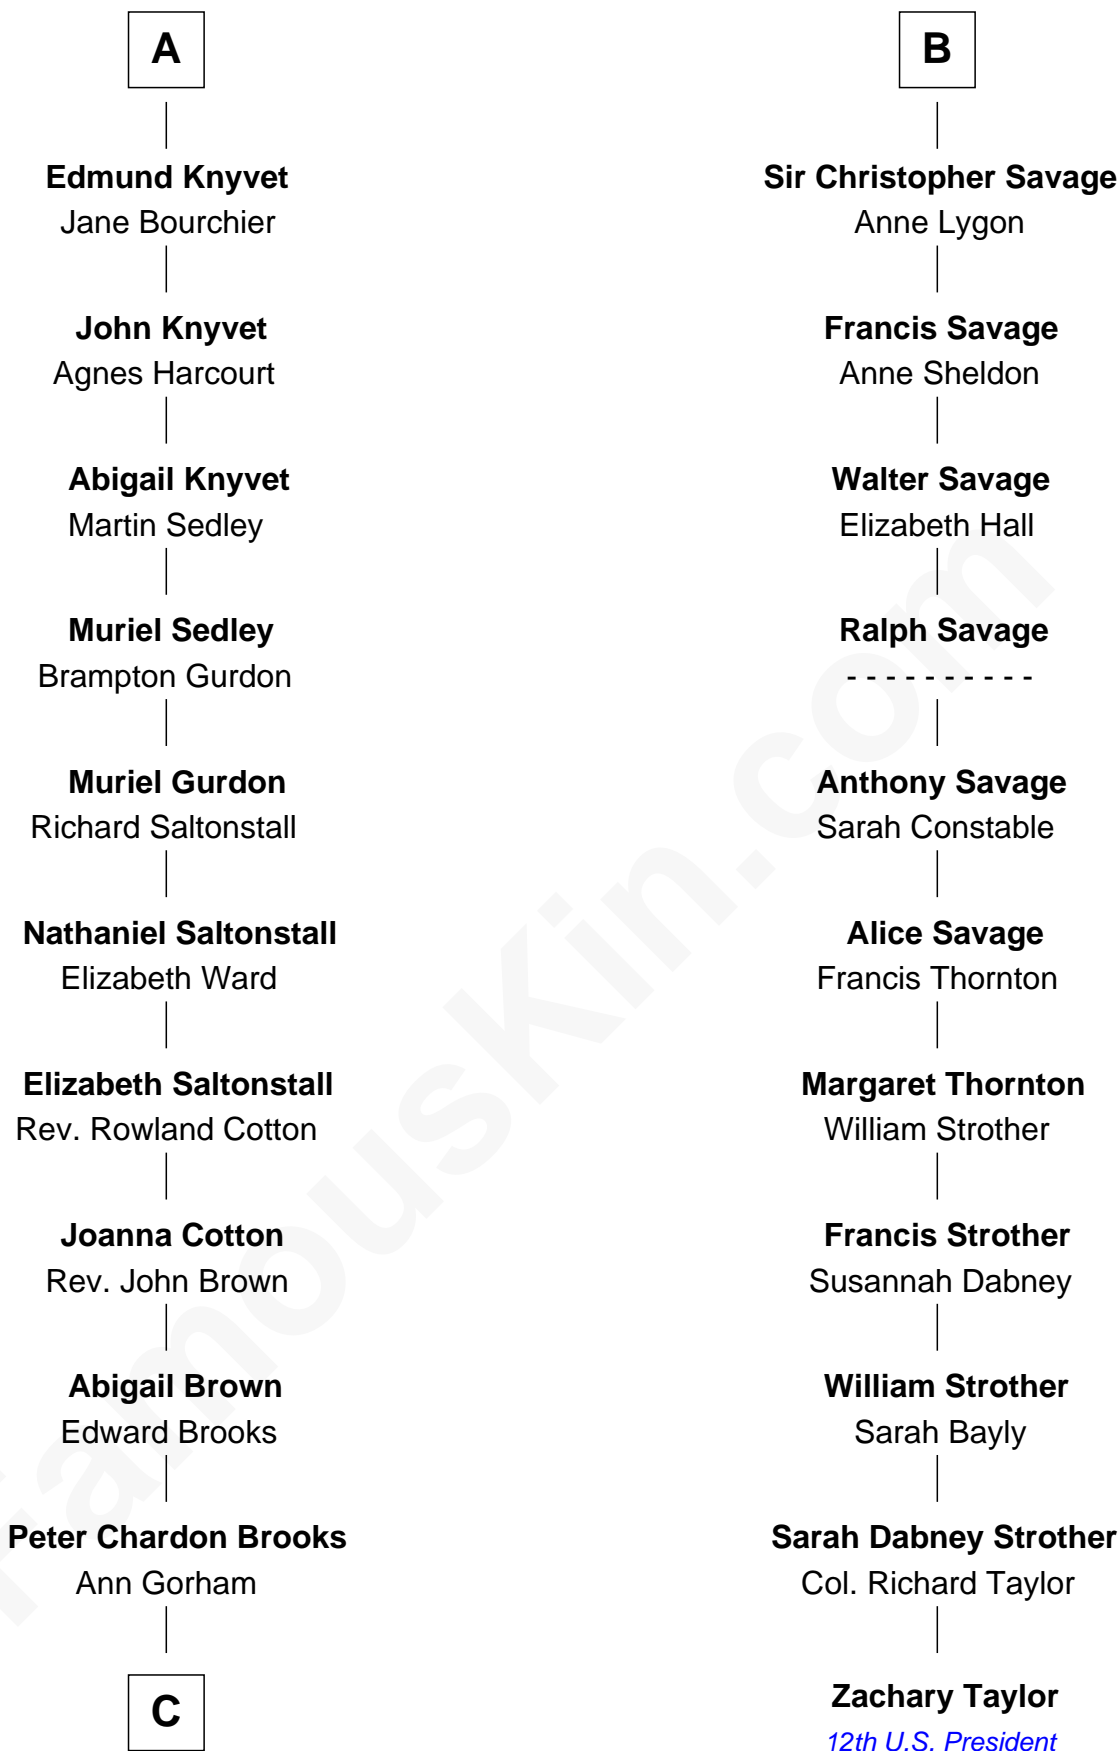 A
Edmund Knyvet
Jane Bourchier
John Knyvet
Agnes Harcourt
Abigail Knyvet
Martin Sedley
Muriel Sedley
Brampton Gurdon
Muriel Gurdon
Richard Saltonstall
Nathaniel Saltonstall
Elizabeth Ward
Elizabeth Saltonstall
Rev. Rowland Cotton
Joanna Cotton
Rev. John Brown
Abigail Brown
Edward Brooks
Peter Chardon Brooks
Ann Gorham
C
B
Sir Christopher Savage
Anne Lygon
Francis Savage
Anne Sheldon
Walter Savage
Elizabeth Hall
Ralph Savage
- - - - - - - - - -
Anthony Savage
Sarah Constable
Alice Savage
Francis Thornton
Margaret Thornton
William Strother
Francis Strother
Susannah Dabney
William Strother
Sarah Bayly
Sarah Dabney Strother
Col. Richard Taylor
Zachary Taylor
12th U.S. President
FamousKin.com